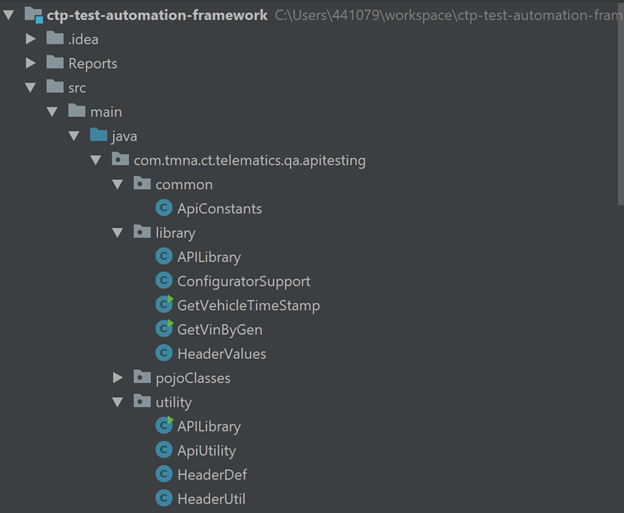 ctp-test-automation-framework C:\Users\441079\workspace\ctp-test-automation-fram
.idea
Reports
src
main
java
com.tmna.ct.telematics.qa.apitesting
common
ApiConstants
library
APILibrary
ConfiguratorSupport
GetVehicleTimeStamp
GetVinByGen
HeaderValues
pojoClasses
utility
APILibrary
ApiUtility
HeaderDef
HeaderUtil